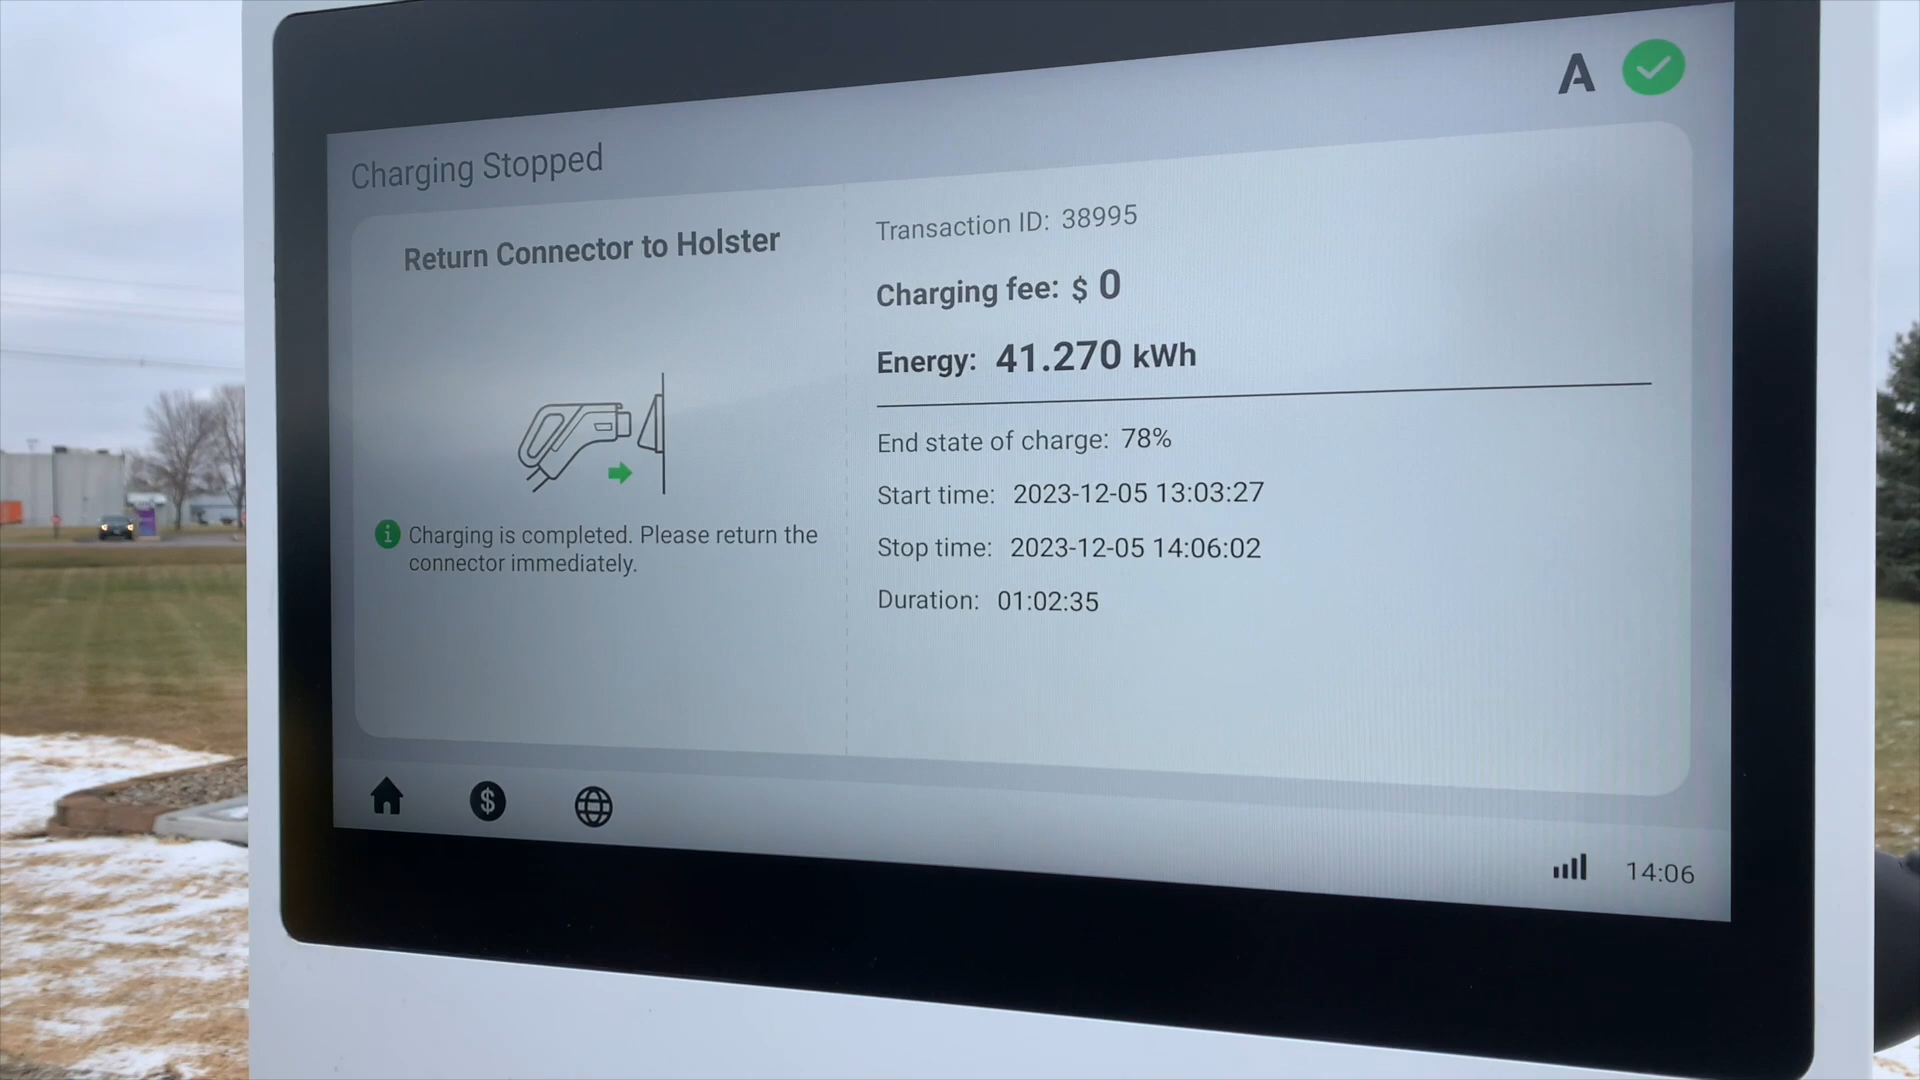 A
Charging Stopped
Return Connector to Holster
Charging is completed. Please return the
connector immediately.
Transaction ID: 38995
Charging fee: $ 0
Energy: 41.270 kWh
End state of charge: 78%
Start time: 2023-12-05 13:03:27
Stop time: 2023-12-05 14:06:02
Duration: 01:02:35
14:06